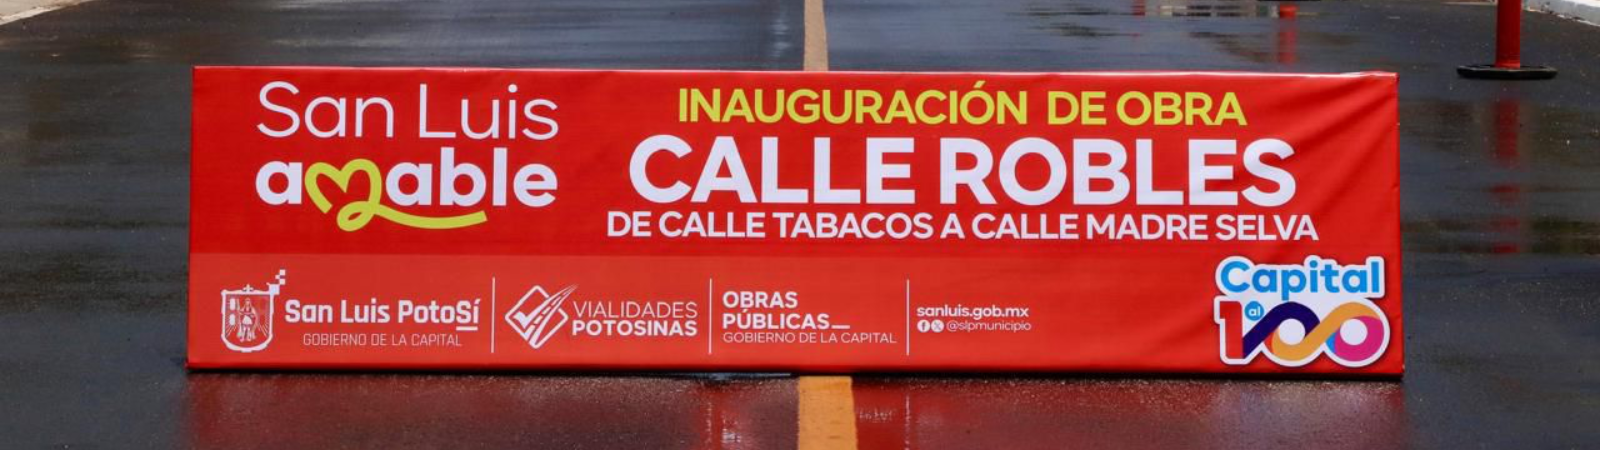 San Luis
amable
INAUGURACIÓN DE OBRA
CALLE ROBLES
DE CALLE TABACOS A CALLE MADRE SELVA
San Luis PotoSí
GOBIERNO DE LA CAPITAL
VIALIDADES
POTOSINAS
OBRAS
PÚBLICAS_
GOBIERNO DE LA CAPITAL
sanluis.gob.mx
@slpmunicipio
Capital
al
100